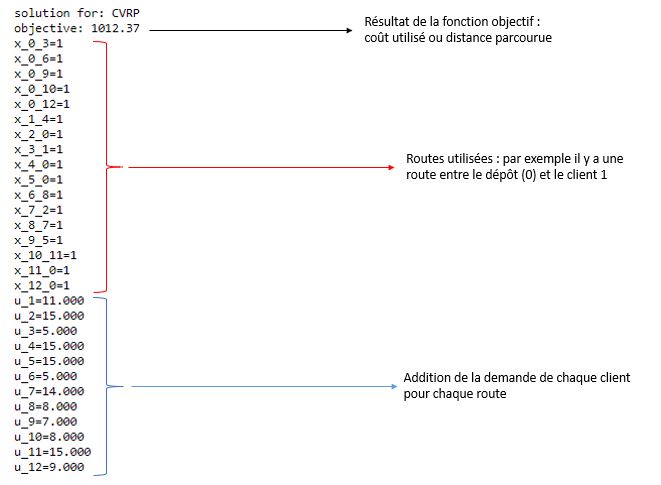 solution for: CVRP
objective: 1012.37
x_0_3=1
x_0_6=1
x_0_9=1
x_0_10=1
x_0_12=1
x_1_4=1
x_2_0=1
x_3_1=1
x_4_0=1
x_5_0=1
x_6_8=1
x_7_2=1
x_8_7=1
x_9_5=1
x_10_11=1
x_11_0=1
x_12_0=1
u_1=11.000
u_2=15.000
u_3=5.000
u_4=15.000
u_5=15.000
u_6=5.000
u_7=14.000
u_8=8.000
u_9=7.000
u_10=8.000
u_11=15.000
u_12=9.000
Résultat de la fonction objectif :
coût utilisé ou distance parcourue
Routes utilisées : par exemple il y a une
route entre le dépôt (0) et le client 1
Addition de la demande de chaque client
pour chaque route